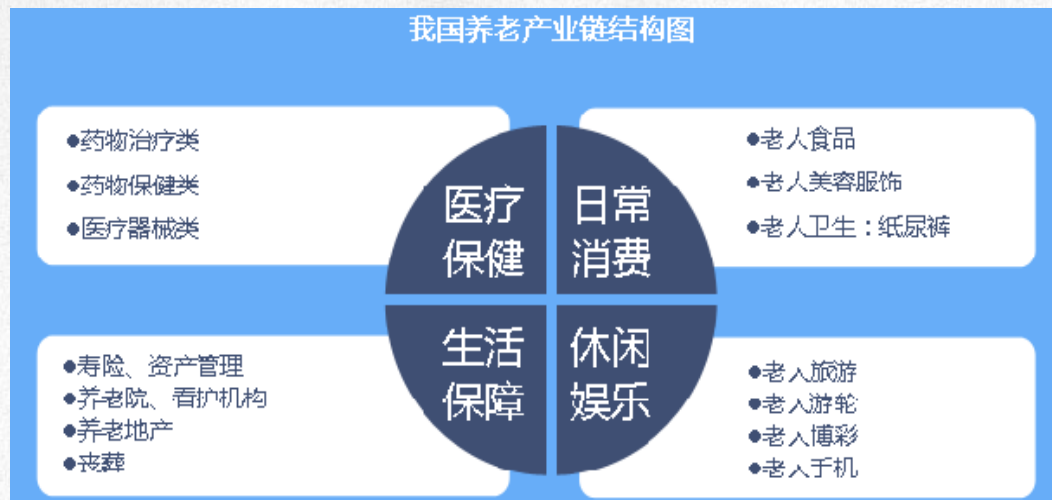 我国养老产业链结构图
●药物治疗类
●药物保健类
●医疗器械类
医疗
保健
日常
消费
●老人食品
●老人美容服饰
●老人卫生：纸尿裤
●寿险、资产管理
●养老院、看护机构
●养老地产
●丧葬
生活
保障
休闲
娱乐
●老人旅游
●老人游轮
●老人博彩
●老人手机